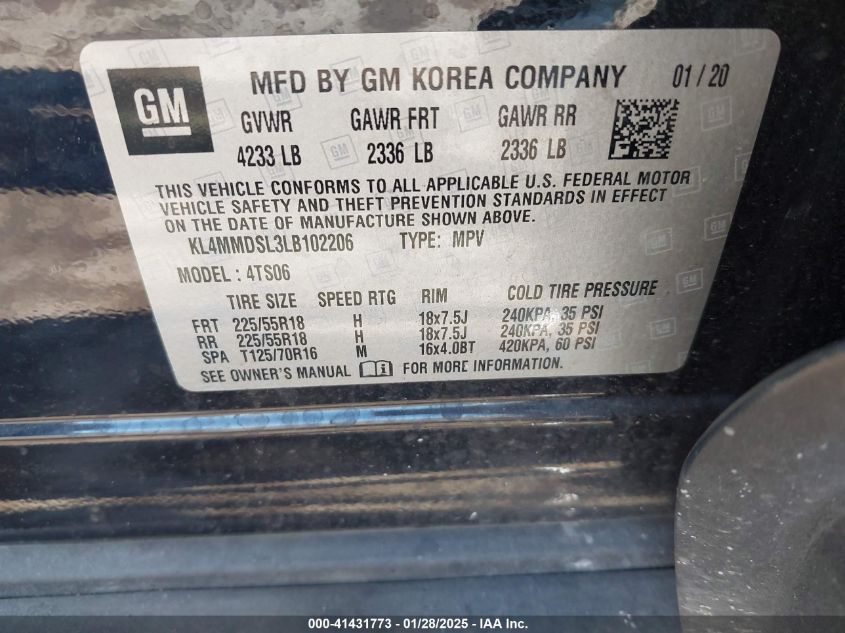 GM
MFD BY GM KOREA COMPANY 01/20
GVWR GAWR FRT GAWR RR
4233 LB 2336 LB 2336 LB
THIS VEHICLE CONFORMS TO ALL APPLICABLE U.S. FEDERAL MOTOR
VEHICLE SAFETY AND THEFT PREVENTION STANDARDS IN EFFECT
ON THE DATE OF MANUFACTURE SHOWN ABOVE.
KL4MMDSL3LB102206 TYPE: MPV
MODEL : 4TS06
TIRE SIZE SPEED RTG RIM COLD TIRE PRESSURE
FRT 225/55R18 H 18x7.5J 240KPA, 35 PSI
RR 225/55R18 H 18x7.5J 240KPA, 35 PSI
SPA T125/70R16 M 16x4.0BT 420KPA, 60 PSI
SEE OWNER'S MANUAL FOR MORE INFORMATION.
000-41431773 - 01/28/2025 - IAA Inc.